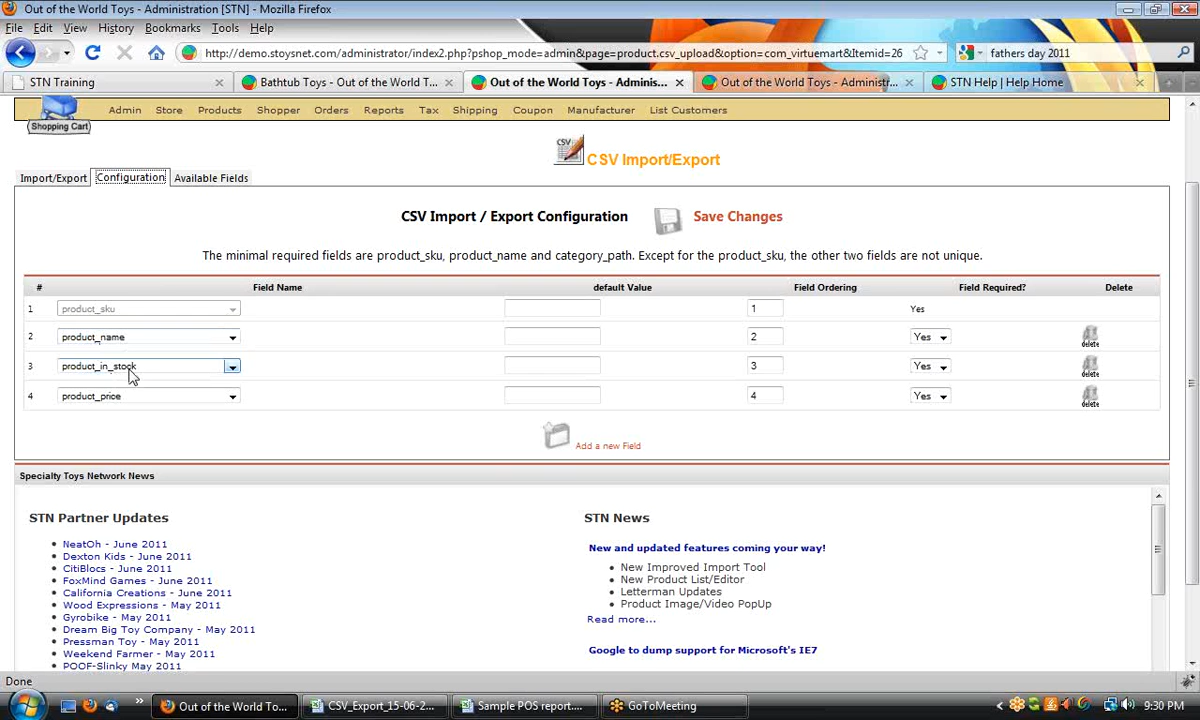 Out of the World Toys - Administration [STN] - Mozilla Firefox
File Edit View History Bookmarks Tools Help
http://demo.stoysnet.com/administrator/index2.php?pshop_mode=admin&page=product.csv_upload&option=com_virtuemart&Itemid=26
fathers day 2011
STN Training
Bathtub Toys - Out of the World T...
Out of the World Toys - Adminis...
Out of the World Toys - Administr...
STN Help | Help Home
Shopping Cart
Admin Store Products Shopper Orders Reports Tax Shipping Coupon Manufacturer List Customers
CSV
CSV Import/Export
Import/Export Configuration Available Fields
CSV Import / Export Configuration Save Changes
The minimal required fields are product_sku, product_name and category_path. Except for the product_sku, the other two fields are not unique.
# Field Name default Value Field Ordering Field Required? Delete
1 product_sku 1 Yes
2 product_name 2 Yes delete
3 product_in_stock 3 Yes delete
4 product_price 4 Yes delete
Add a new Field
Specialty Toys Network News
STN Partner Updates
NeatOh - June 2011
Dexton Kids - June 2011
CitiBlocs - June 2011
FoxMind Games - June 2011
California Creations - June 2011
Wood Expressions - May 2011
Gyrobike - May 2011
Dream Big Toy Company - May 2011
Pressman Toy - May 2011
Weekend Farmer - May 2011
POOF-Slinky May 2011
STN News
New and updated features coming your way!
New Improved Import Tool
New Product List/Editor
Letterman Updates
Product Image/Video PopUp
Read more...
Google to dump support for Microsoft's IE7
Done
Out of the World To...
CSV_Export_15-06-2...
Sample POS report....
GoToMeeting
9:30 PM